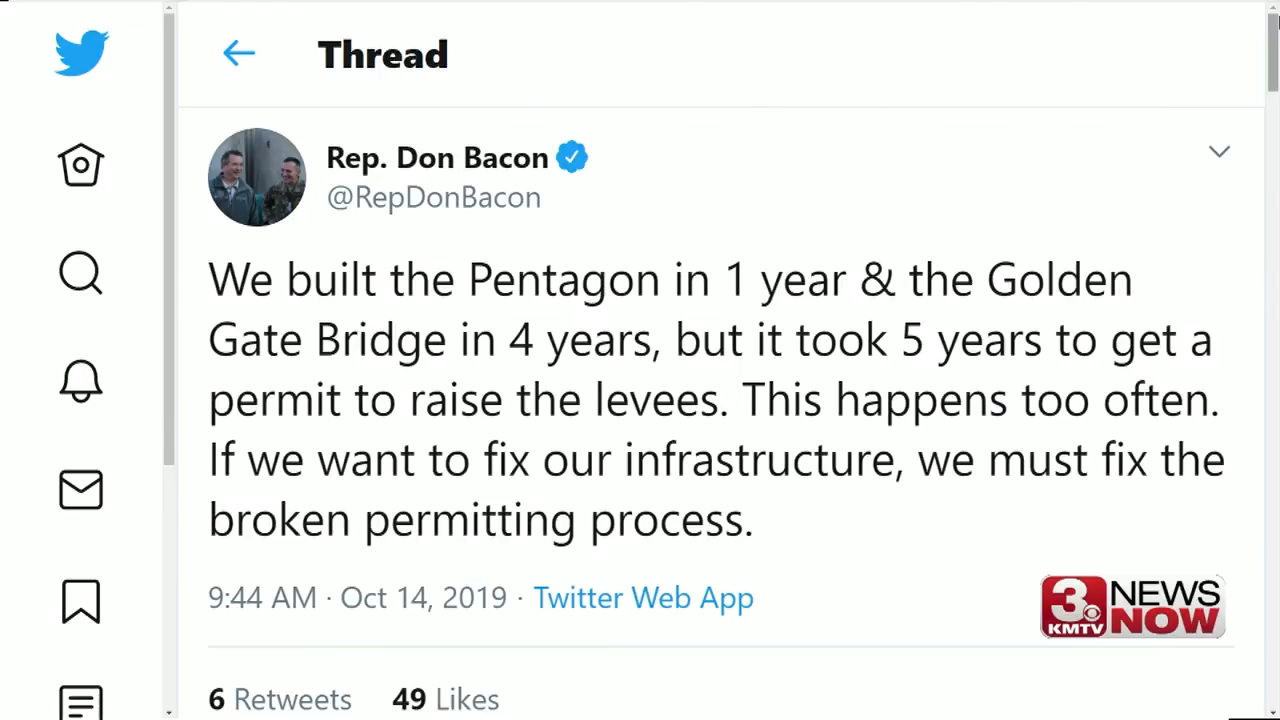 Thread
Rep. Don Bacon
@RepDonBacon
We built the Pentagon in 1 year & the Golden
Gate Bridge in 4 years, but it took 5 years to get a
permit to raise the levees. This happens too often.
If we want to fix our infrastructure, we must fix the
broken permitting process.
9:44 AM · Oct 14, 2019 · Twitter Web App
3 NEWS
KMTV NOW
6 Retweets 49 Likes